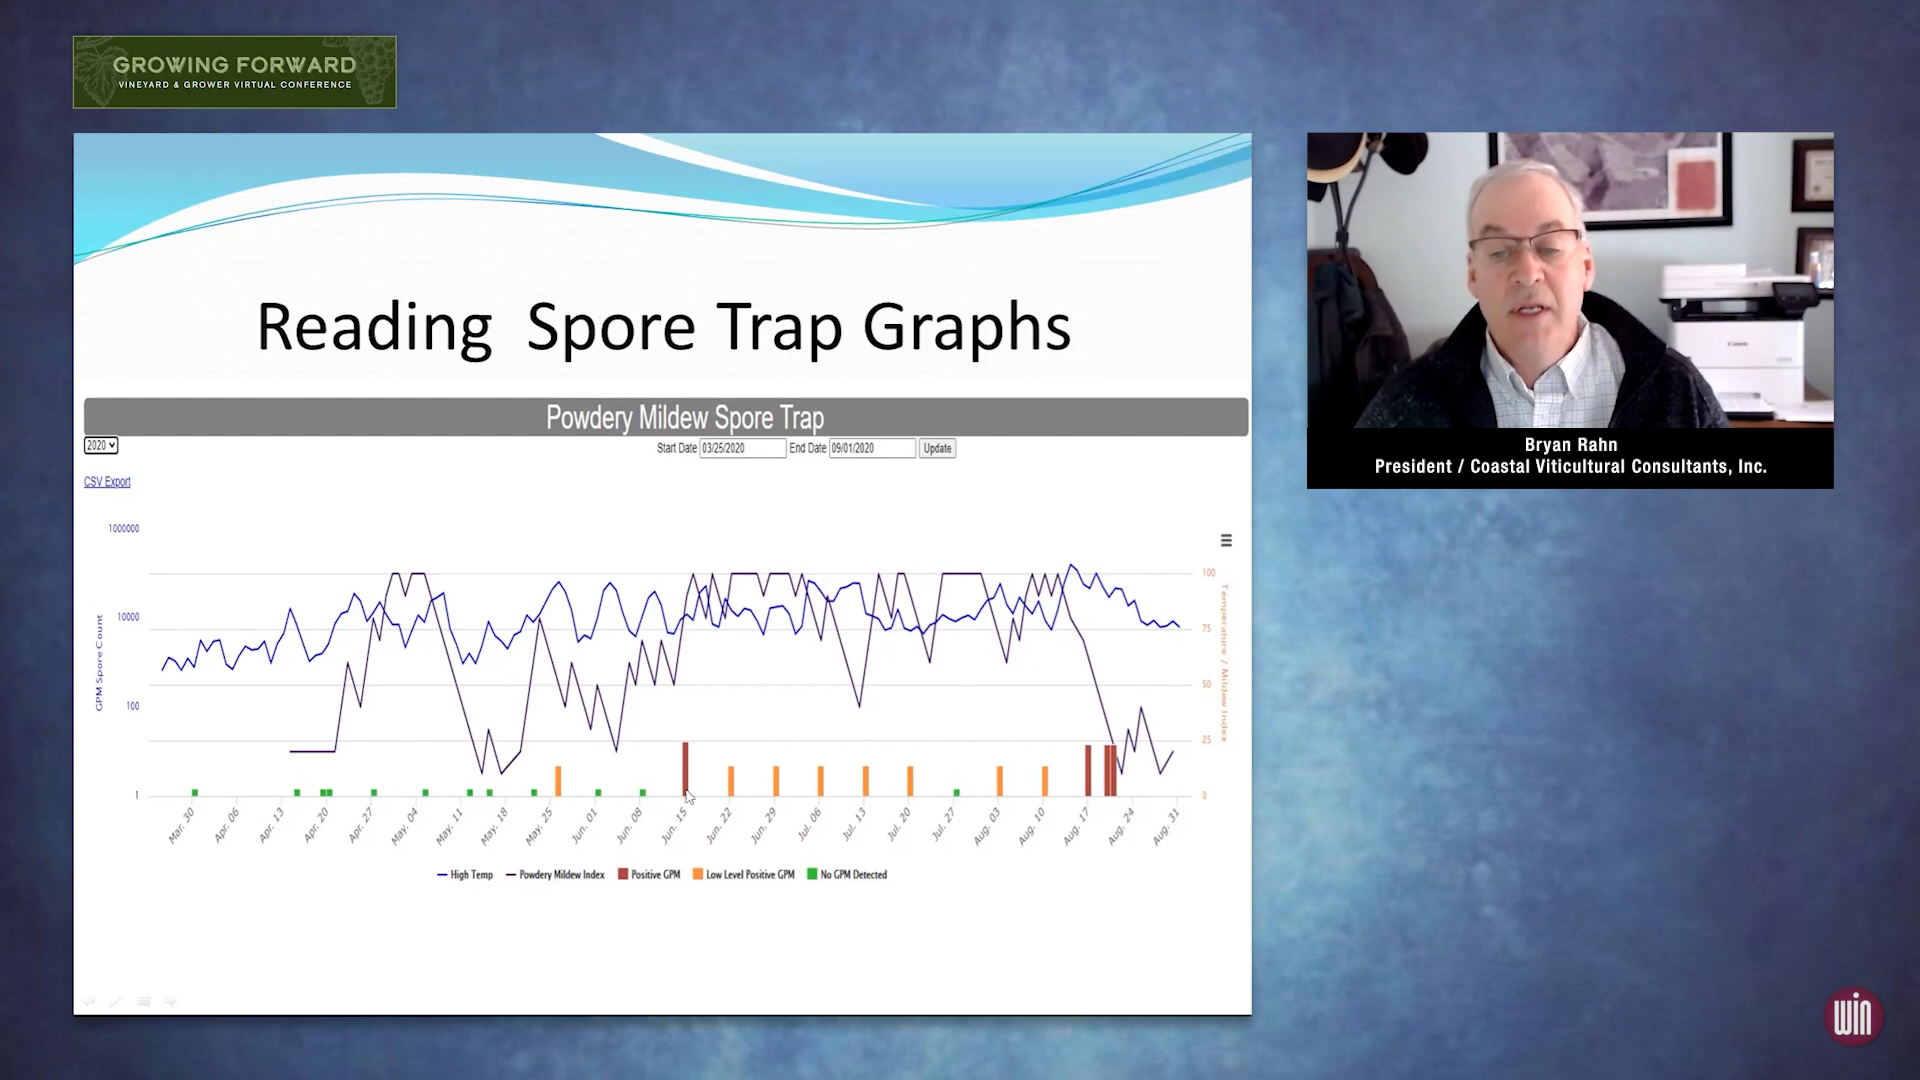 GROWING FORWARD
VINEYARD & GROWER VIRTUAL CONFERENCE
Reading Spore Trap Graphs
Powdery Mildew Spore Trap
2020
Start Date 03/25/2020 End Date 09/01/2020 Update
CSV Export
1000000
10000
100
1
GPM Spore Count
100
75
50
25
0
Temperature / Mildew Index
Mar. 30
Apr. 06
Apr. 13
Apr. 20
Apr. 27
May. 04
May. 11
May. 18
May. 25
Jun. 01
Jun. 08
Jun. 15
Jun. 22
Jun. 29
Jul. 06
Jul. 13
Jul. 20
Jul. 27
Aug. 03
Aug. 10
Aug. 17
Aug. 24
Aug. 31
High Temp Powdery Mildew Index Positive GPM Low Level Positive GPM No GPM Detected
Canon
Bryan Rahn
President / Coastal Viticultural Consultants, Inc.
win